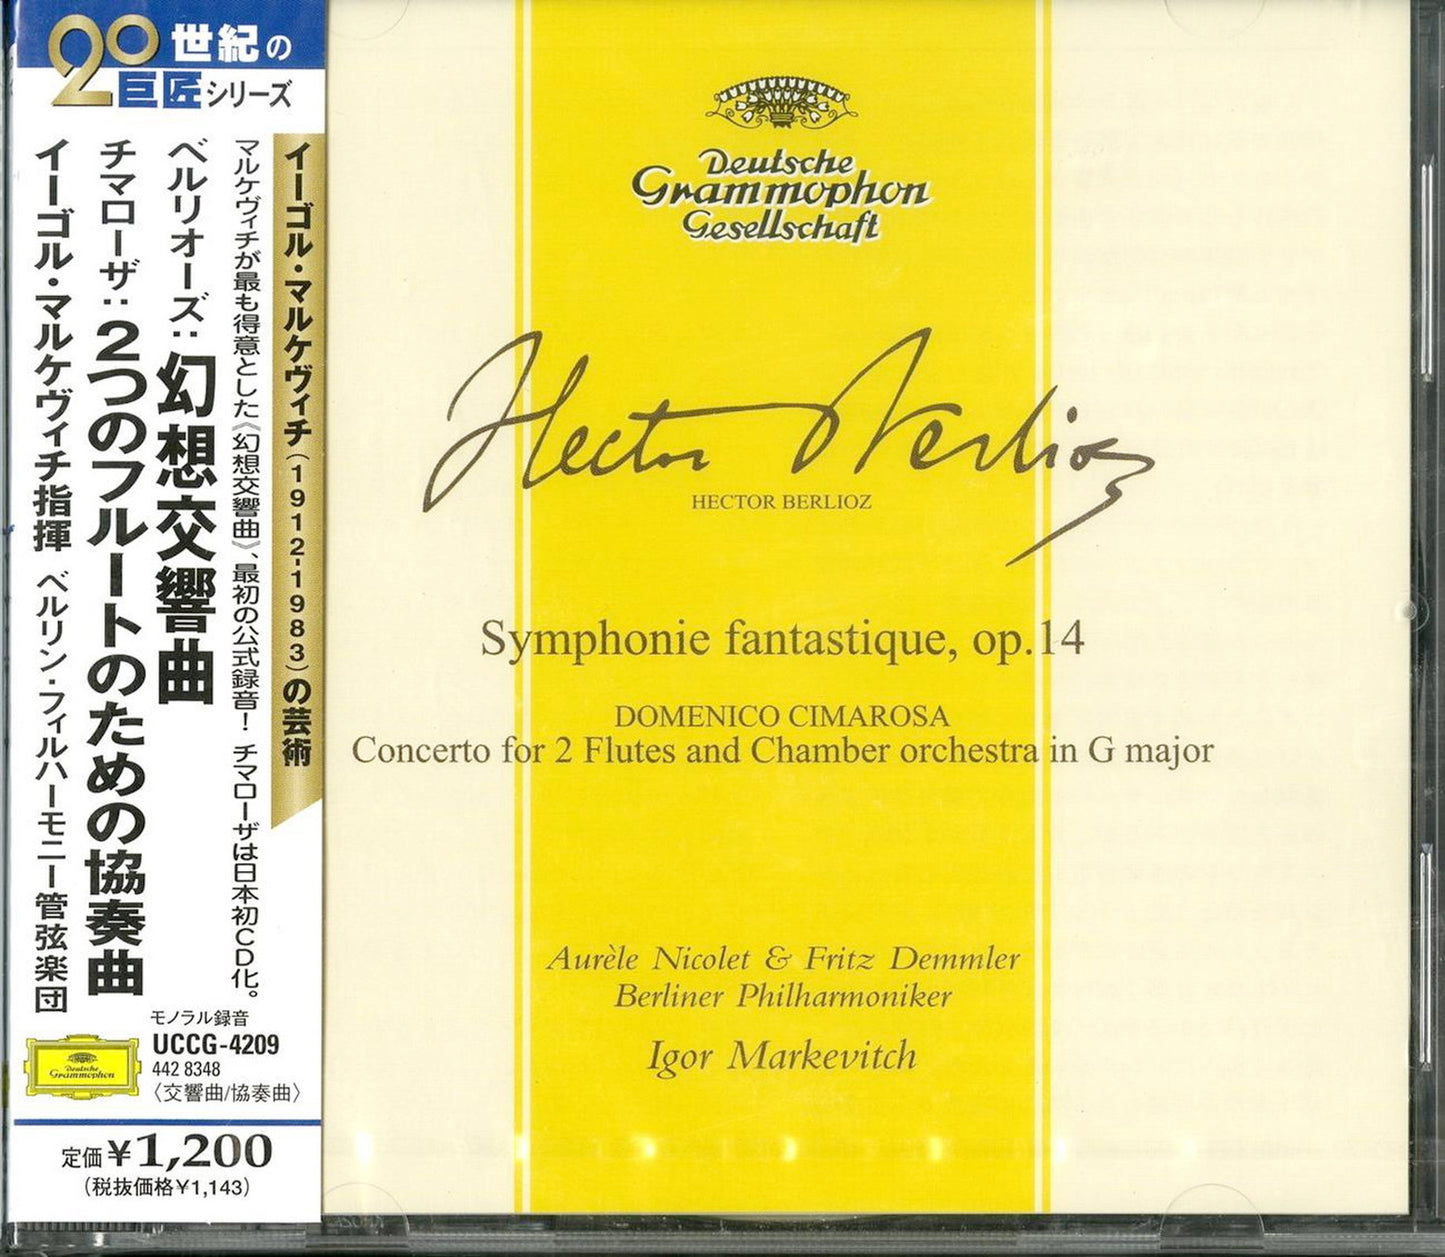 20世紀の
巨匠シリーズ
イーゴル・マルケヴィチ(1912-1983)の芸術
マルケヴィチが最も得意とした《幻想交響曲》、最初の公式録音! チマローザは日本初CD化。
ベルリオーズ:幻想交響曲
チマローザ:2つのフルートのための協奏曲
イーゴル・マルケヴィチ指揮 ベルリン・フィルハーモニー管弦楽団
モノラル録音
UCCG-4209
442 8348
〈交響曲/協奏曲〉
Deutsche
Grammophon
定価¥1,200
(税抜価格¥1,143)
Deutsche
Grammophon
Gesellschaft
Hector Berlioz
HECTOR BERLIOZ
Symphonie fantastique, op.14
DOMENICO CIMAROSA
Concerto for 2 Flutes and Chamber orchestra in G major
Aurèle Nicolet & Fritz Demmler
Berliner Philharmoniker
Igor Markevitch